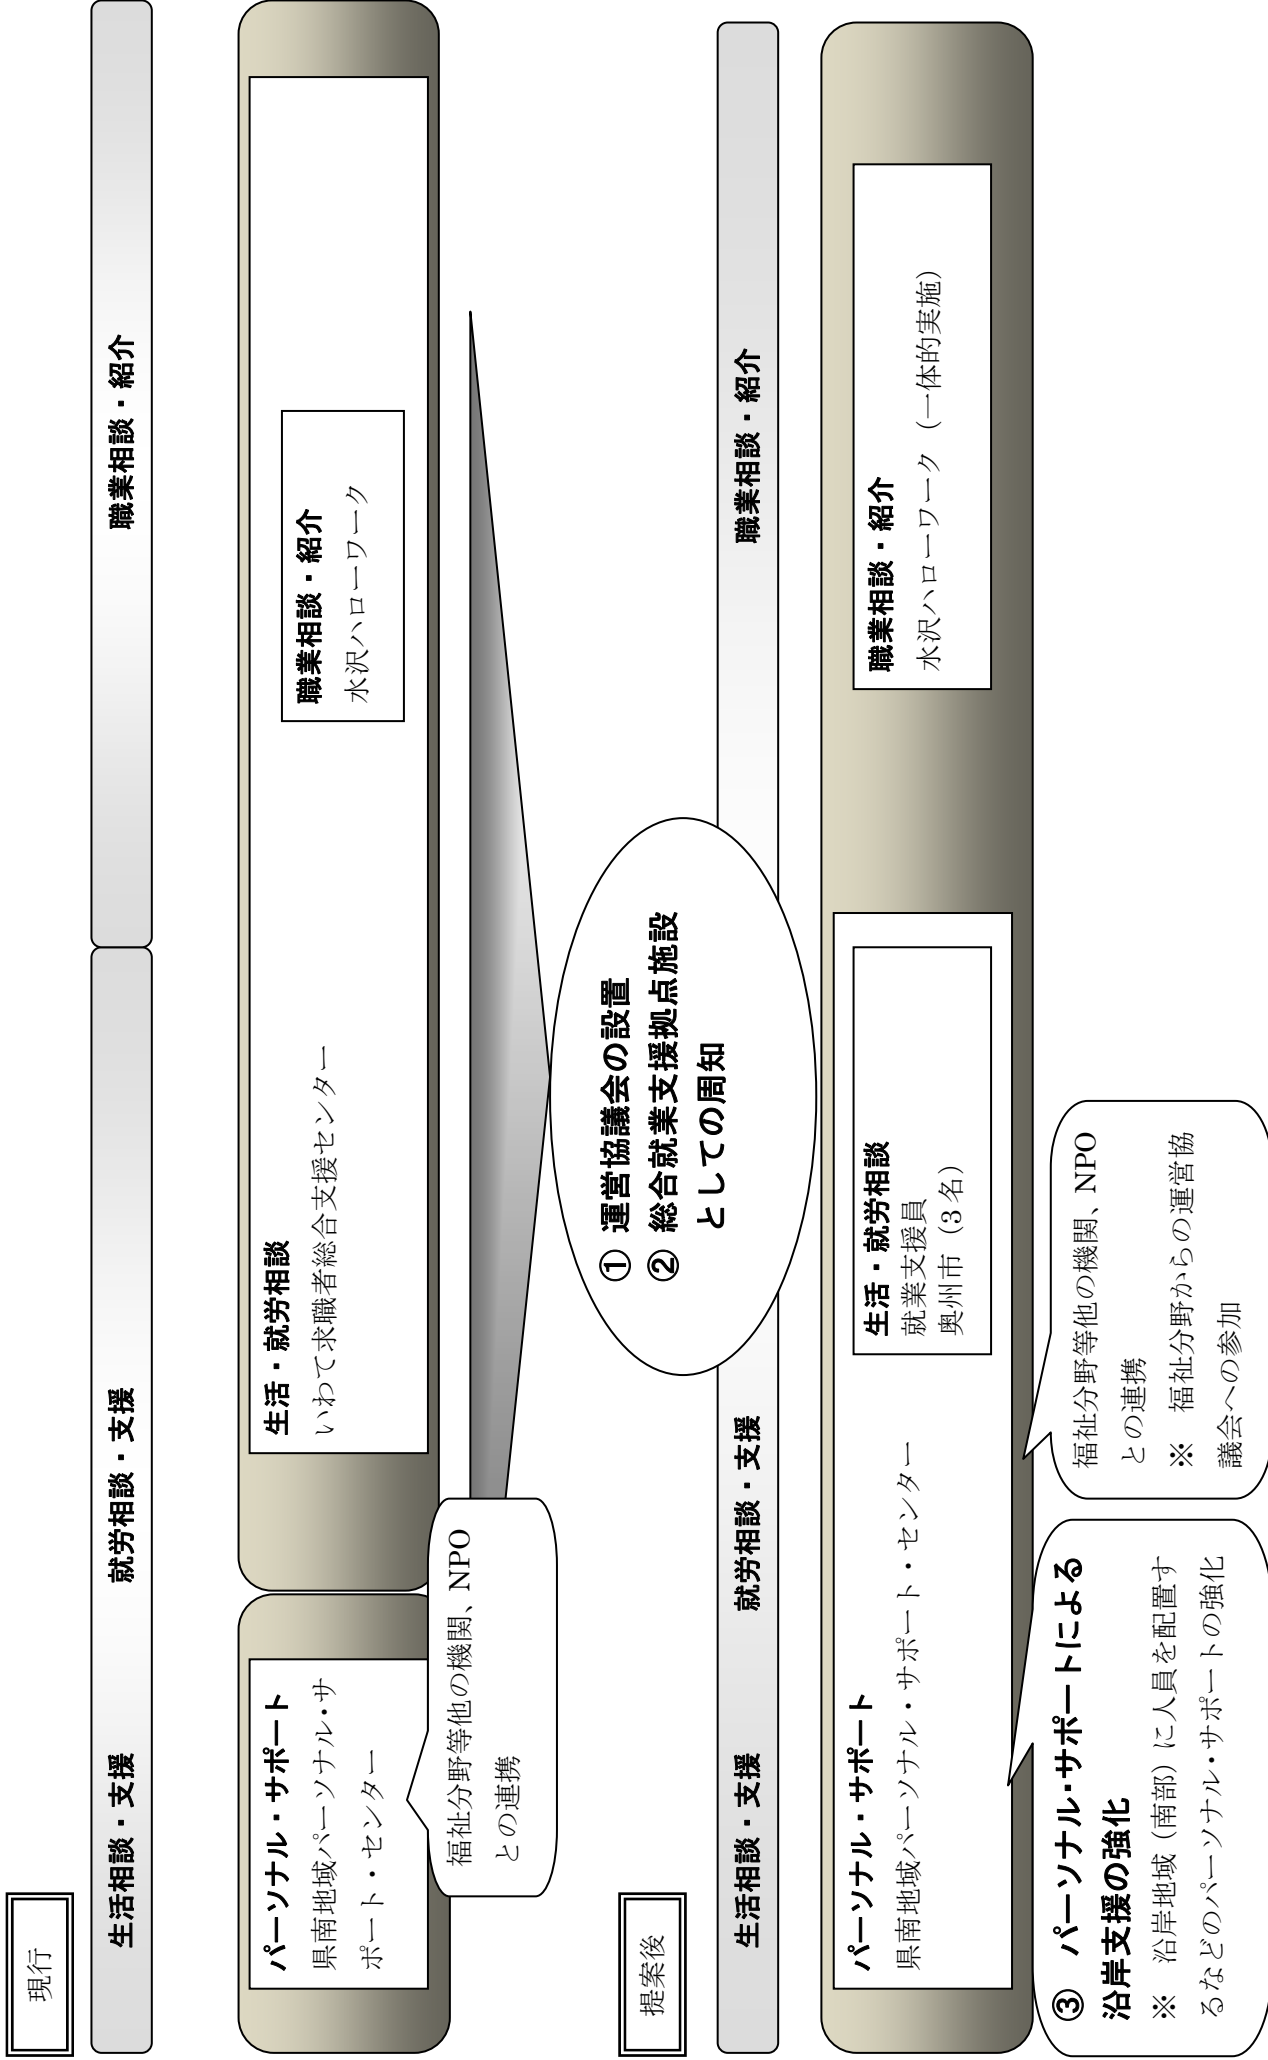 現行
生活相談・支援
就労相談・支援
職業相談・紹介
パーソナル・サポート
県南地域パーソナル・サ
ポート・センター
生活・就労相談
いわて求職者総合支援センター
職業相談・紹介
水沢ハローワーク
福祉分野等他の機関、NPO
との連携
① 運営協議会の設置
② 総合就業支援拠点施設
としての周知
提案後
生活相談・支援
就労相談・支援
職業相談・紹介
パーソナル・サポート
県南地域パーソナル・サポート・センター
生活・就労相談
就業支援員
奥州市（3名）
職業相談・紹介
水沢ハローワーク（一体的実施）
③ パーソナル・サポートによる
沿岸支援の強化
※ 沿岸地域（南部）に人員を配置す
るなどのパーソナル・サポートの強化
福祉分野等他の機関、NPO
との連携
※ 福祉分野からの運営協
議会への参加